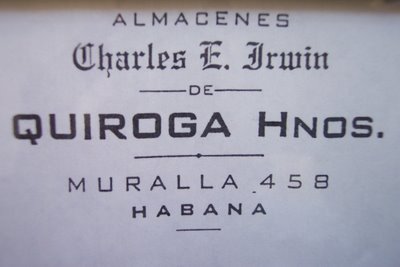 ALMACENES
Charles E. Irwin
DE
QUIROGA HNOS.
MURALLA 458
HABANA